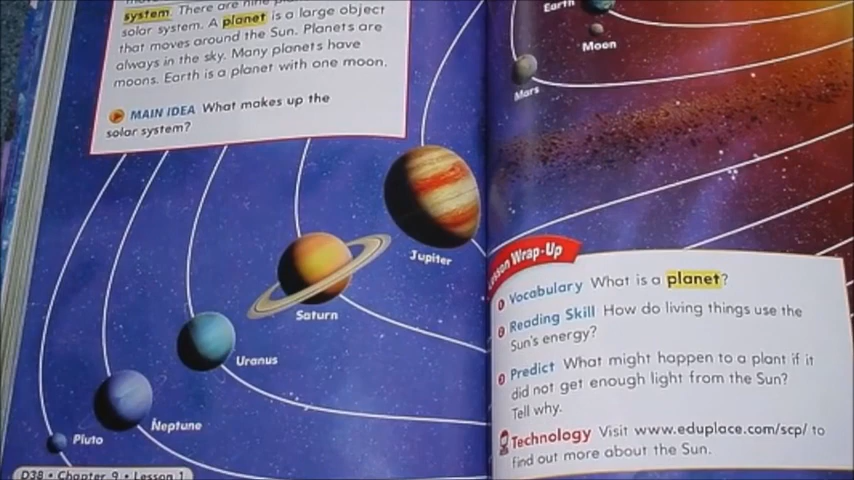 system. There are nine
solar system. A planet is a large object
that moves around the Sun. Planets are
always in the sky. Many planets have
moons. Earth is a planet with one moon.
MAIN IDEA What makes up the
solar system?
Jupiter
Saturn
Uranus
Neptune
Pluto
D38 • Chapter 9 • Lesson 1
Earth
Moon
Mars
Lesson Wrap-Up
1 Vocabulary What is a planet?
2 Reading Skill How do living things use the
Sun's energy?
3 Predict What might happen to a plant if it
did not get enough light from the Sun?
Tell why.
Technology Visit www.eduplace.com/scp/ to
find out more about the Sun.